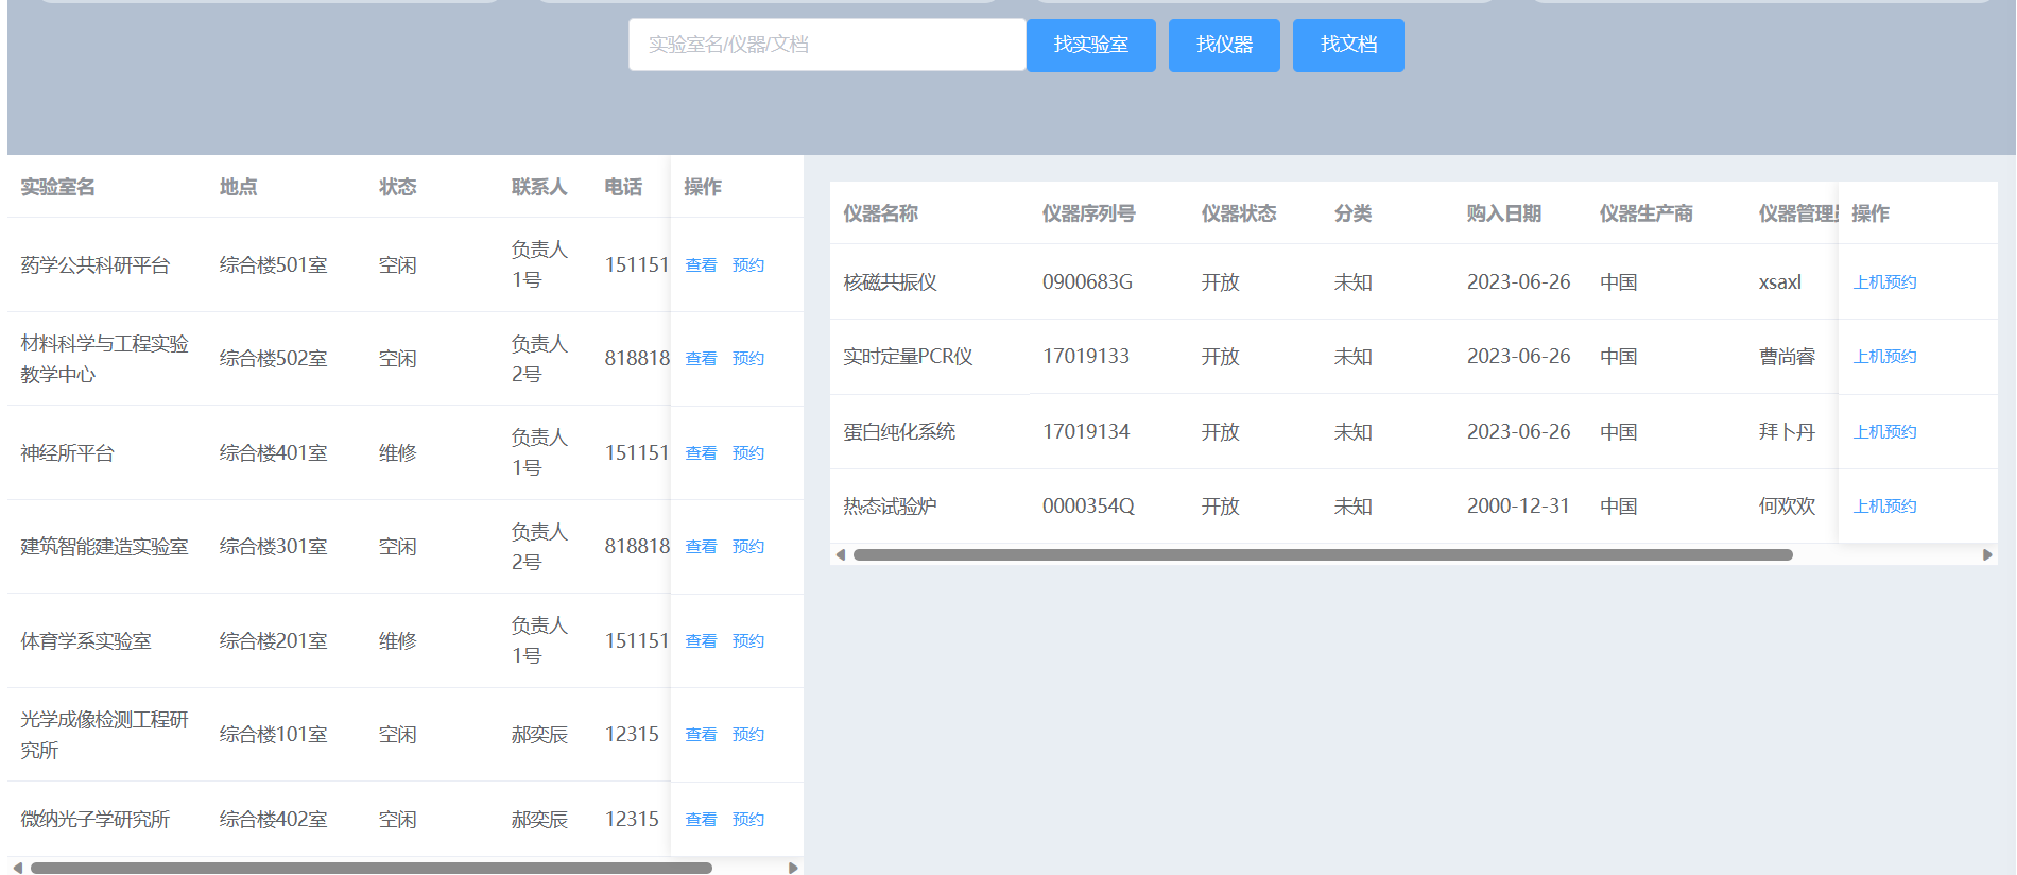 实验室名/仪器/文档 找实验室 找仪器 找文档
实验室名 地点 状态 联系人 电话 操作
药学公共科研平台 综合楼501室 空闲 负责人
1号 151151 查看 预约
材料科学与工程实验
教学中心 综合楼502室 空闲 负责人
2号 818818 查看 预约
神经所平台 综合楼401室 维修 负责人
1号 151151 查看 预约
建筑智能建造实验室 综合楼301室 空闲 负责人
2号 818818 查看 预约
体育学系实验室 综合楼201室 维修 负责人
1号 151151 查看 预约
光学成像检测工程研
究所 综合楼101室 空闲 郝奕辰 12315 查看 预约
微纳光子学研究所 综合楼402室 空闲 郝奕辰 12315 查看 预约
仪器名称 仪器序列号 仪器状态 分类 购入日期 仪器生产商 仪器管理员 操作
核磁共振仪 0900683G 开放 未知 2023-06-26 中国 xsaxl 上机预约
实时定量PCR仪 17019133 开放 未知 2023-06-26 中国 曹尚睿 上机预约
蛋白纯化系统 17019134 开放 未知 2023-06-26 中国 拜卜丹 上机预约
热态试验炉 0000354Q 开放 未知 2000-12-31 中国 何欢欢 上机预约